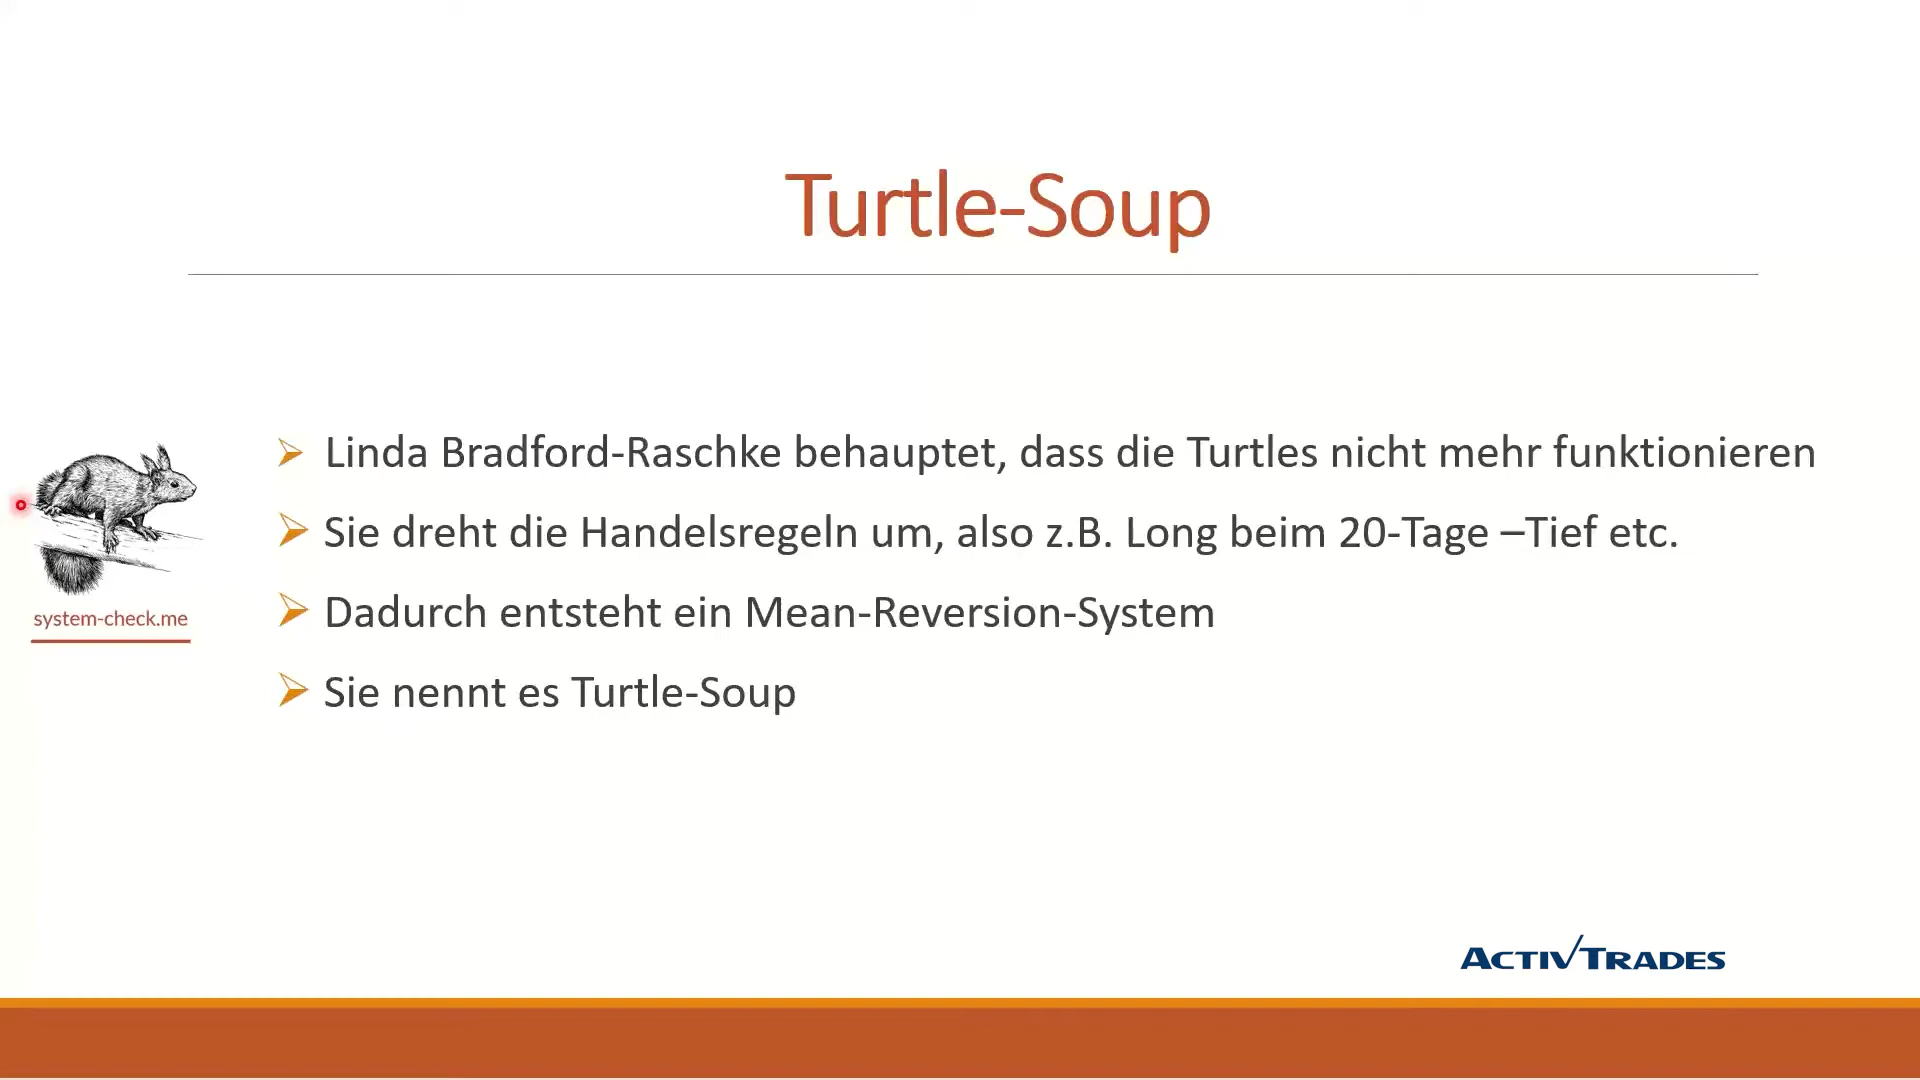 Turtle-Soup
Linda Bradford-Raschke behauptet, dass die Turtles nicht mehr funktionieren
Sie dreht die Handelsregeln um, also z.B. Long beim 20-Tage –Tief etc.
Dadurch entsteht ein Mean-Reversion-System
Sie nennt es Turtle-Soup
system-check.me
ACTIVTRADES